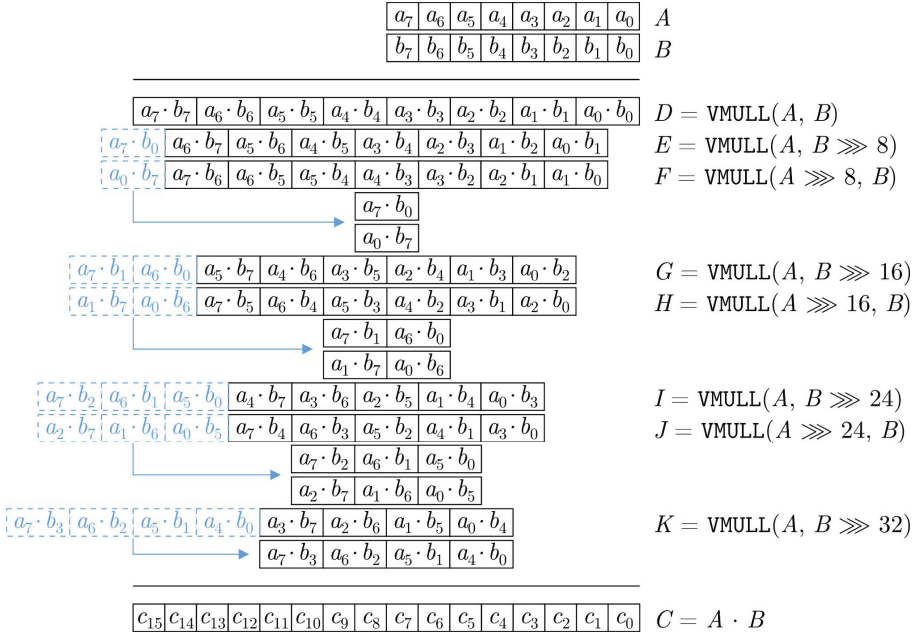 a₇ a₆ a₅ a₄ a₃ a₂ a₁ a₀ A
b₇ b₆ b₅ b₄ b₃ b₂ b₁ b₀ B
a₇·b₇ a₆·b₆ a₅·b₅ a₄·b₄ a₃·b₃ a₂·b₂ a₁·b₁ a₀·b₀ D = VMULL(A, B)
a₇·b₀ a₆·b₇ a₅·b₆ a₄·b₅ a₃·b₄ a₂·b₃ a₁·b₂ a₀·b₁ E = VMULL(A, B ⋙ 8)
a₀·b₇ a₇·b₆ a₆·b₅ a₅·b₄ a₄·b₃ a₃·b₂ a₂·b₁ a₁·b₀ F = VMULL(A ⋙ 8, B)
a₇·b₀
a₀·b₇
a₇·b₁ a₆·b₀ a₅·b₇ a₄·b₆ a₃·b₅ a₂·b₄ a₁·b₃ a₀·b₂ G = VMULL(A, B ⋙ 16)
a₁·b₇ a₀·b₆ a₇·b₅ a₆·b₄ a₅·b₃ a₄·b₂ a₃·b₁ a₂·b₀ H = VMULL(A ⋙ 16, B)
a₇·b₁ a₆·b₀
a₁·b₇ a₀·b₆
a₇·b₂ a₆·b₁ a₅·b₀ a₄·b₇ a₃·b₆ a₂·b₅ a₁·b₄ a₀·b₃ I = VMULL(A, B ⋙ 24)
a₂·b₇ a₁·b₆ a₀·b₅ a₇·b₄ a₆·b₃ a₅·b₂ a₄·b₁ a₃·b₀ J = VMULL(A ⋙ 24, B)
a₇·b₂ a₆·b₁ a₅·b₀
a₂·b₇ a₁·b₆ a₀·b₅
a₇·b₃ a₆·b₂ a₅·b₁ a₄·b₀ a₃·b₇ a₂·b₆ a₁·b₅ a₀·b₄ K = VMULL(A, B ⋙ 32)
a₇·b₃ a₆·b₂ a₅·b₁ a₄·b₀
c₁₅ c₁₄ c₁₃ c₁₂ c₁₁ c₁₀ c₉ c₈ c₇ c₆ c₅ c₄ c₃ c₂ c₁ c₀ C = A · B